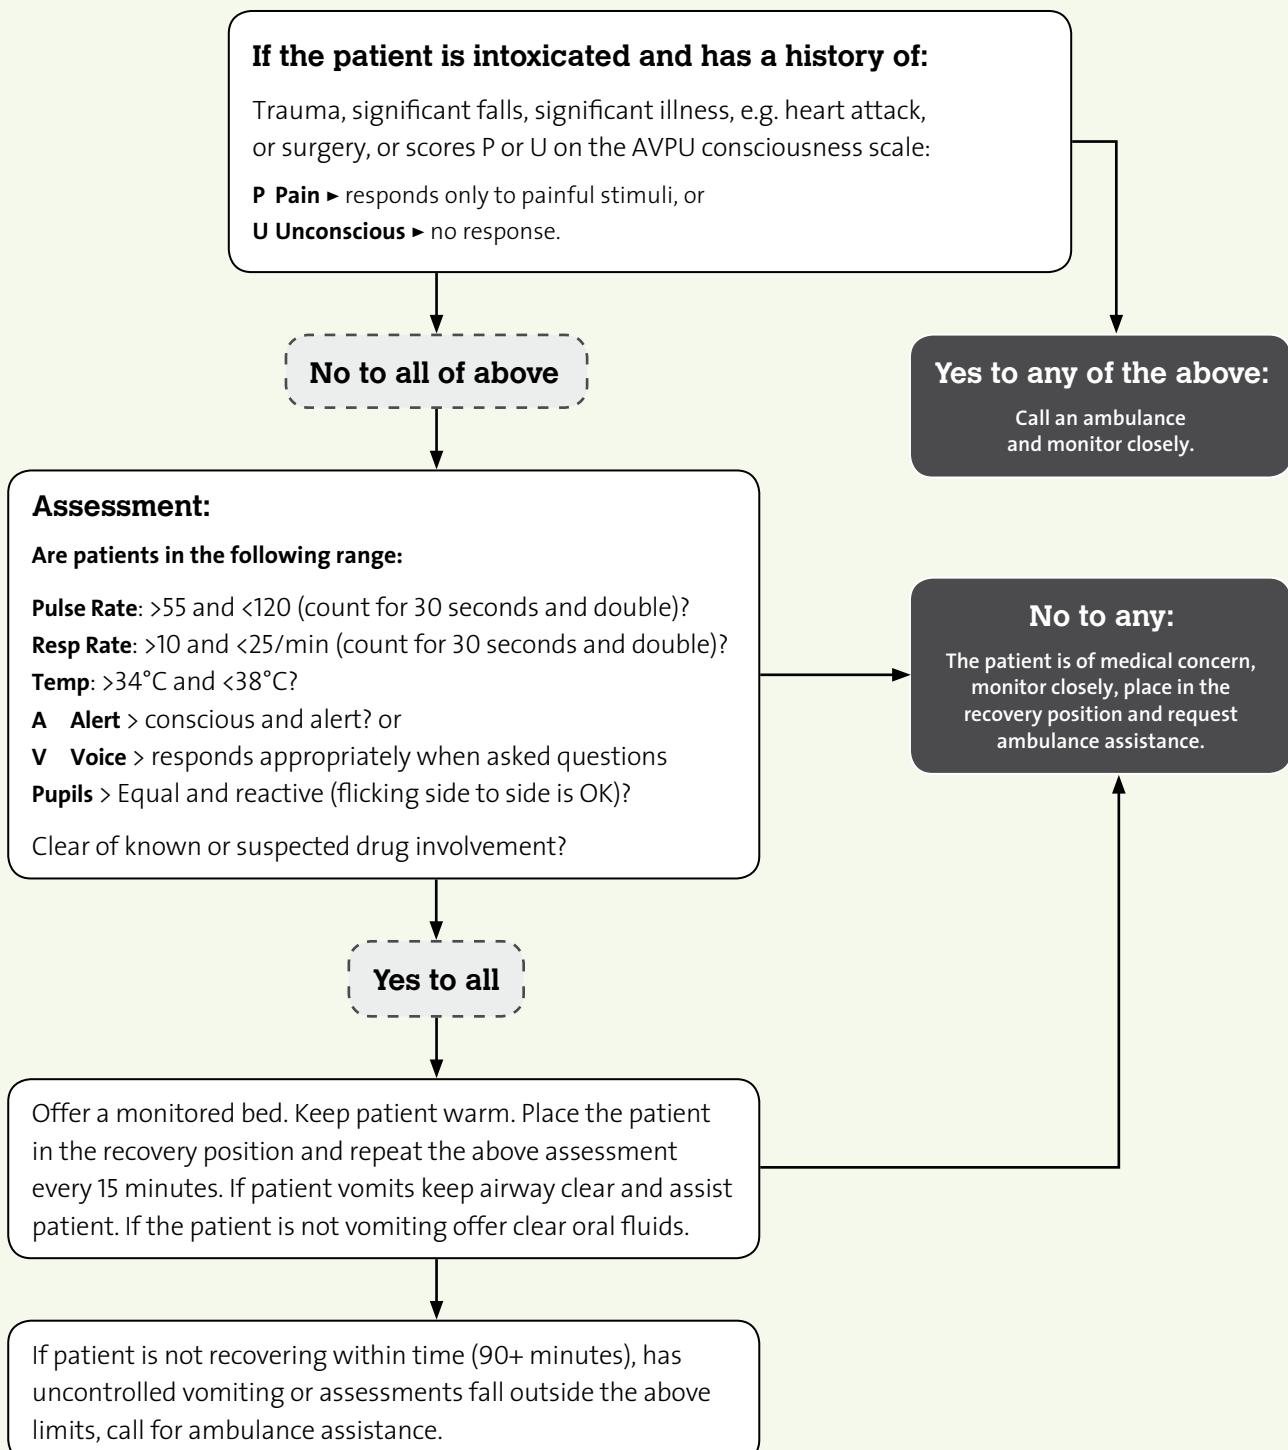 If the patient is intoxicated and has a history of:
Trauma, significant falls, significant illness, e.g. heart attack,
or surgery, or scores P or U on the AVPU consciousness scale:
P Pain ► responds only to painful stimuli, or
U Unconscious ► no response.
No to all of above
Yes to any of the above:
Call an ambulance
and monitor closely.
Assessment:
Are patients in the following range:
Pulse Rate: >55 and <120 (count for 30 seconds and double)?
Resp Rate: >10 and <25/min (count for 30 seconds and double)?
Temp: >34°C and <38°C?
A Alert > conscious and alert? or
V Voice > responds appropriately when asked questions
Pupils > Equal and reactive (flicking side to side is OK)?
Clear of known or suspected drug involvement?
No to any:
The patient is of medical concern,
monitor closely, place in the
recovery position and request
ambulance assistance.
Yes to all
Offer a monitored bed. Keep patient warm. Place the patient
in the recovery position and repeat the above assessment
every 15 minutes. If patient vomits keep airway clear and assist
patient. If the patient is not vomiting offer clear oral fluids.
If patient is not recovering within time (90+ minutes), has
uncontrolled vomiting or assessments fall outside the above
limits, call for ambulance assistance.